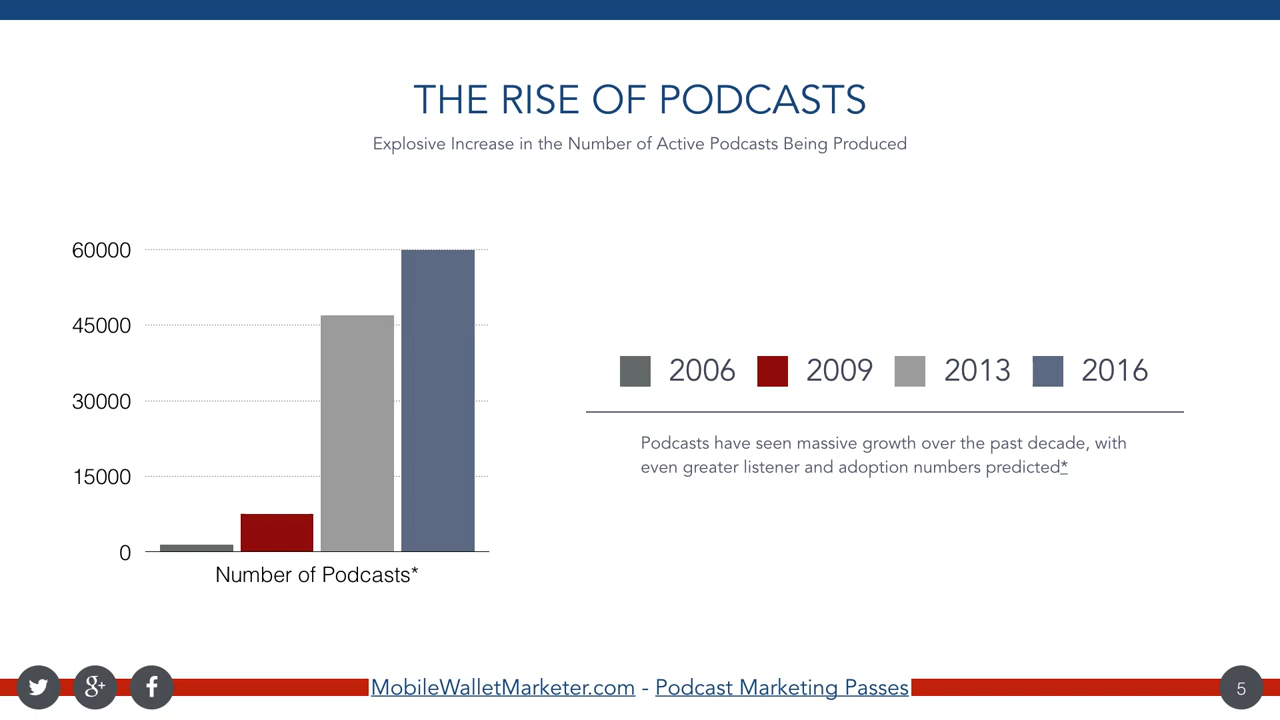 THE RISE OF PODCASTS
Explosive Increase in the Number of Active Podcasts Being Produced
60000
45000
30000
15000
0
Number of Podcasts*
2006 2009 2013 2016
Podcasts have seen massive growth over the past decade, with
even greater listener and adoption numbers predicted*
MobileWalletMarketer.com - Podcast Marketing Passes
5